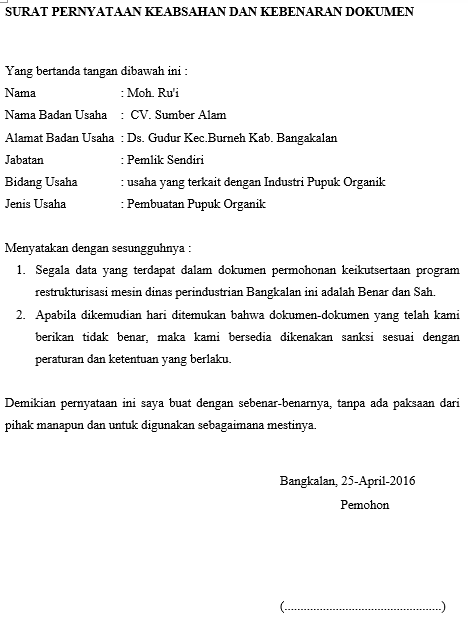 SURAT PERNYATAAN KEABSAHAN DAN KEBENARAN DOKUMEN
Yang bertanda tangan dibawah ini :
Nama : Moh. Ru'i
Nama Badan Usaha : CV. Sumber Alam
Alamat Badan Usaha : Ds. Gudur Kec.Burneh Kab. Bangakalan
Jabatan : Pemlik Sendiri
Bidang Usaha : usaha yang terkait dengan Industri Pupuk Organik
Jenis Usaha : Pembuatan Pupuk Organik
Menyatakan dengan sesungguhnya :
1. Segala data yang terdapat dalam dokumen permohonan keikutsertaan program
restrukturisasi mesin dinas perindustrian Bangkalan ini adalah Benar dan Sah.
2. Apabila dikemudian hari ditemukan bahwa dokumen-dokumen yang telah kami
berikan tidak benar, maka kami bersedia dikenakan sanksi sesuai dengan
peraturan dan ketentuan yang berlaku.
Demikian pernyataan ini saya buat dengan sebenar-benarnya, tanpa ada paksaan dari
pihak manapun dan untuk digunakan sebagaimana mestinya.
Bangkalan, 25-April-2016
Pemohon
(.................................................)